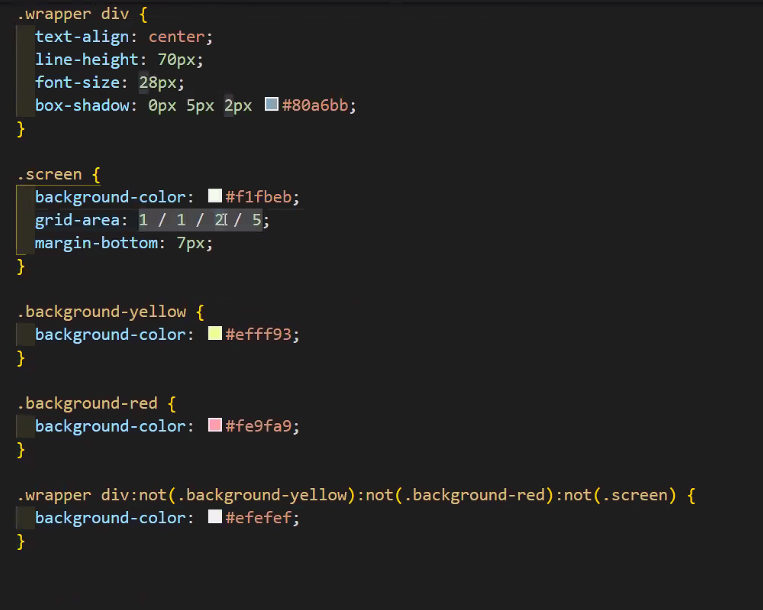 .wrapper div {
text-align: center;
line-height: 70px;
font-size: 28px;
box-shadow: 0px 5px 2px #80a6bb;
}
.screen {
background-color: #f1fbeb;
grid-area: 1 / 1 / 2 / 5;
margin-bottom: 7px;
}
.background-yellow {
background-color: #efff93;
}
.background-red {
background-color: #fe9fa9;
}
.wrapper div:not(.background-yellow):not(.background-red):not(.screen) {
background-color: #efefef;
}